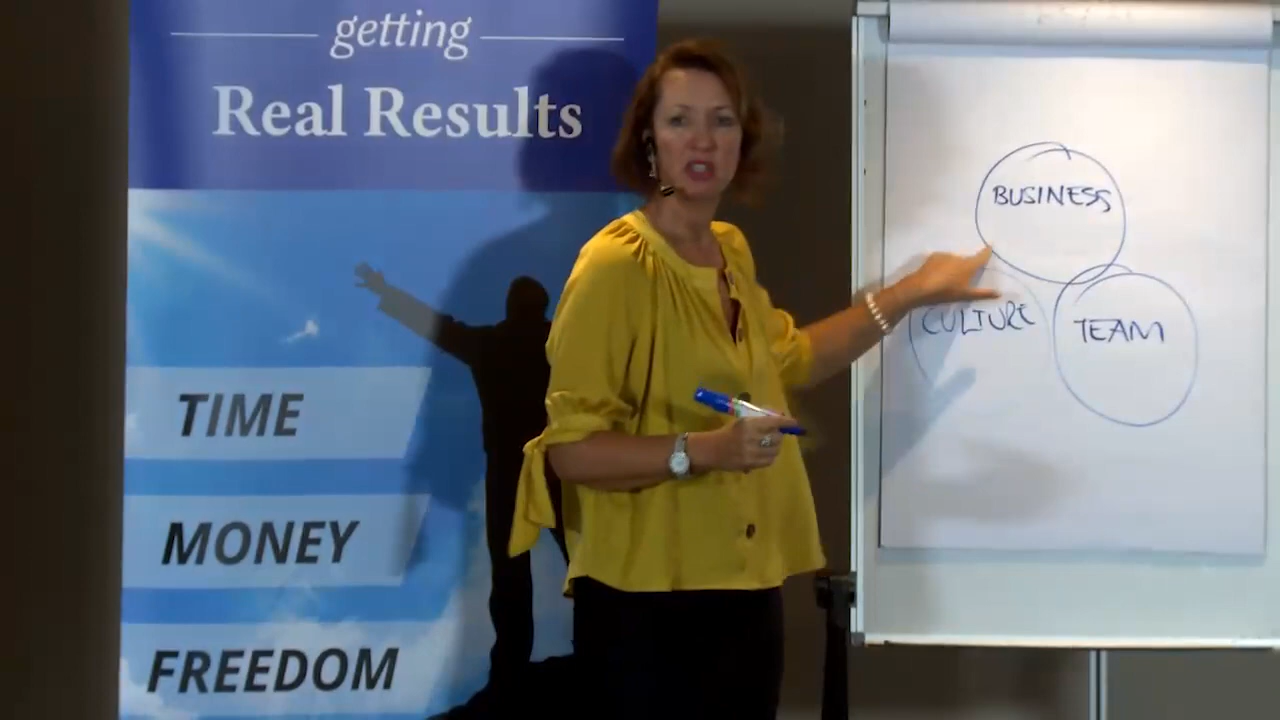 getting
Real Results
TIME
MONEY
FREEDOM
BUSINESS
CULTURE
TEAM